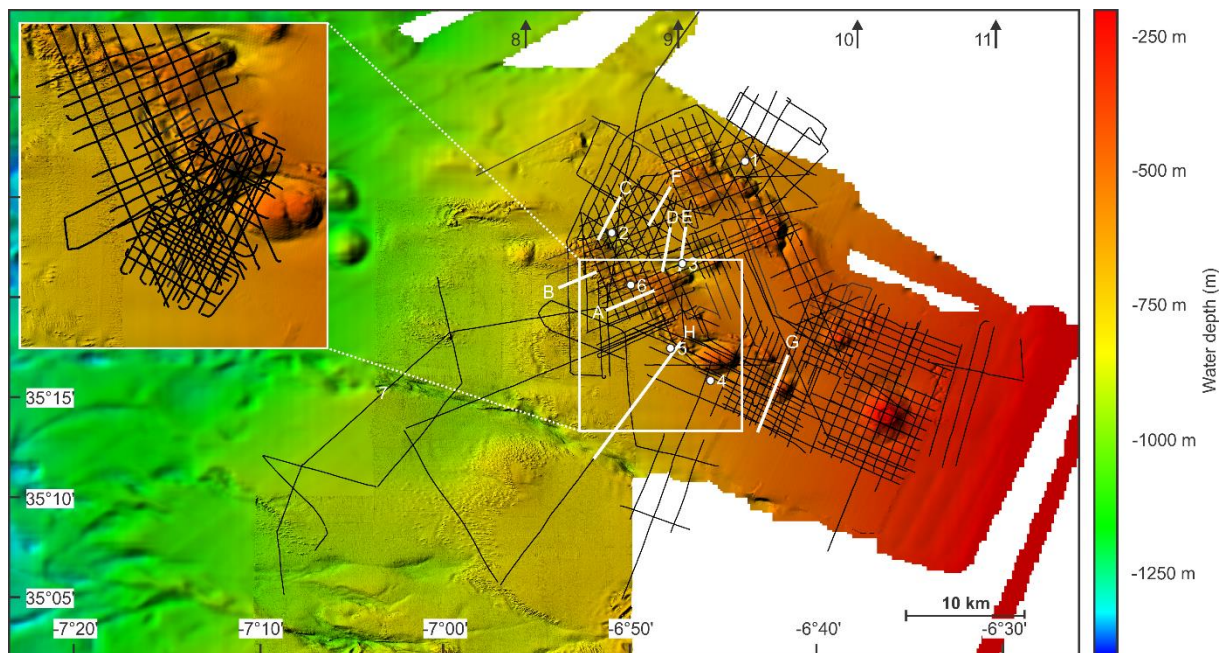 8 9 10 11
-250 m
1
C F
D E
2
-500 m
3
B 6
A
H
5 G
4
-750 m
7
35°15'
Water depth (m)
-1000 m
35°10'
-1250 m
35°05'
10 km
-7°20' -7°10' -7°00' -6°50' -6°40' -6°30'